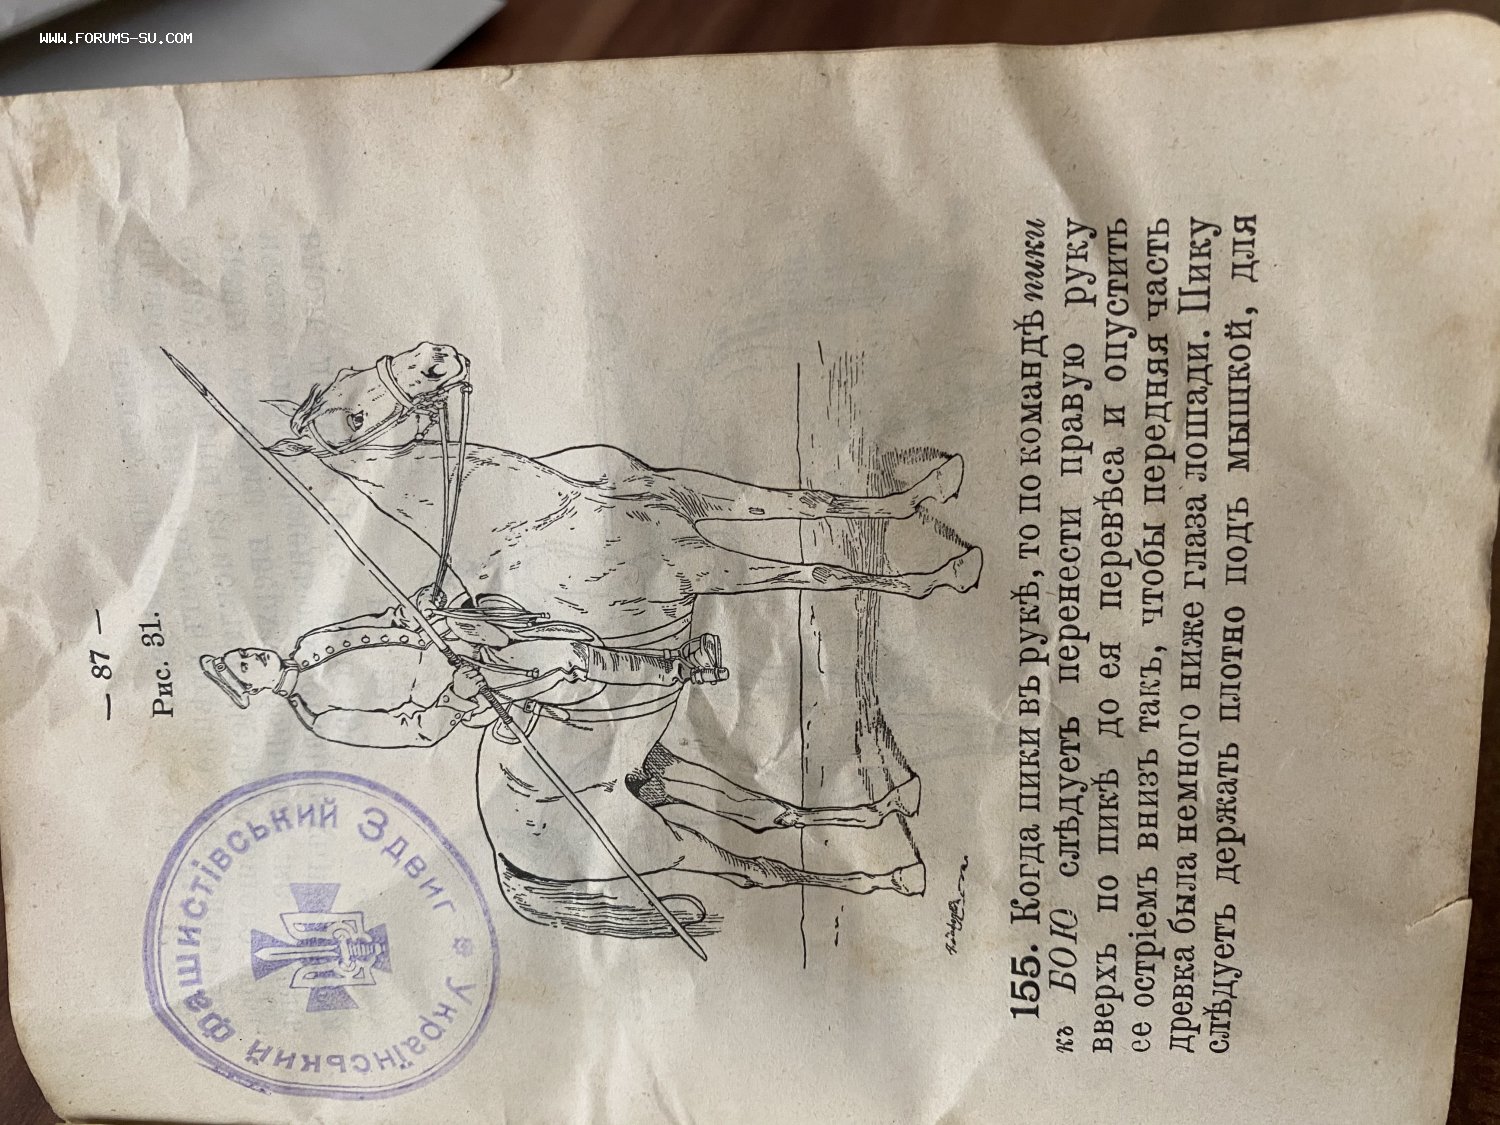 WWW.FORUMS-SU.COM
— 87 —
Рис. 31.
Український Фашистівський Здвиг *
155. Когда пики въ рукѣ, то по командѣ пики
къ БОЮ слѣдуетъ перенести правую руку
вверхъ по пикѣ до ея перевѣса и опустить
ее остріемъ внизъ такъ, чтобы передняя часть
древка была немного ниже глаза лошади. Пику
слѣдуетъ держать плотно подъ мышкой, для